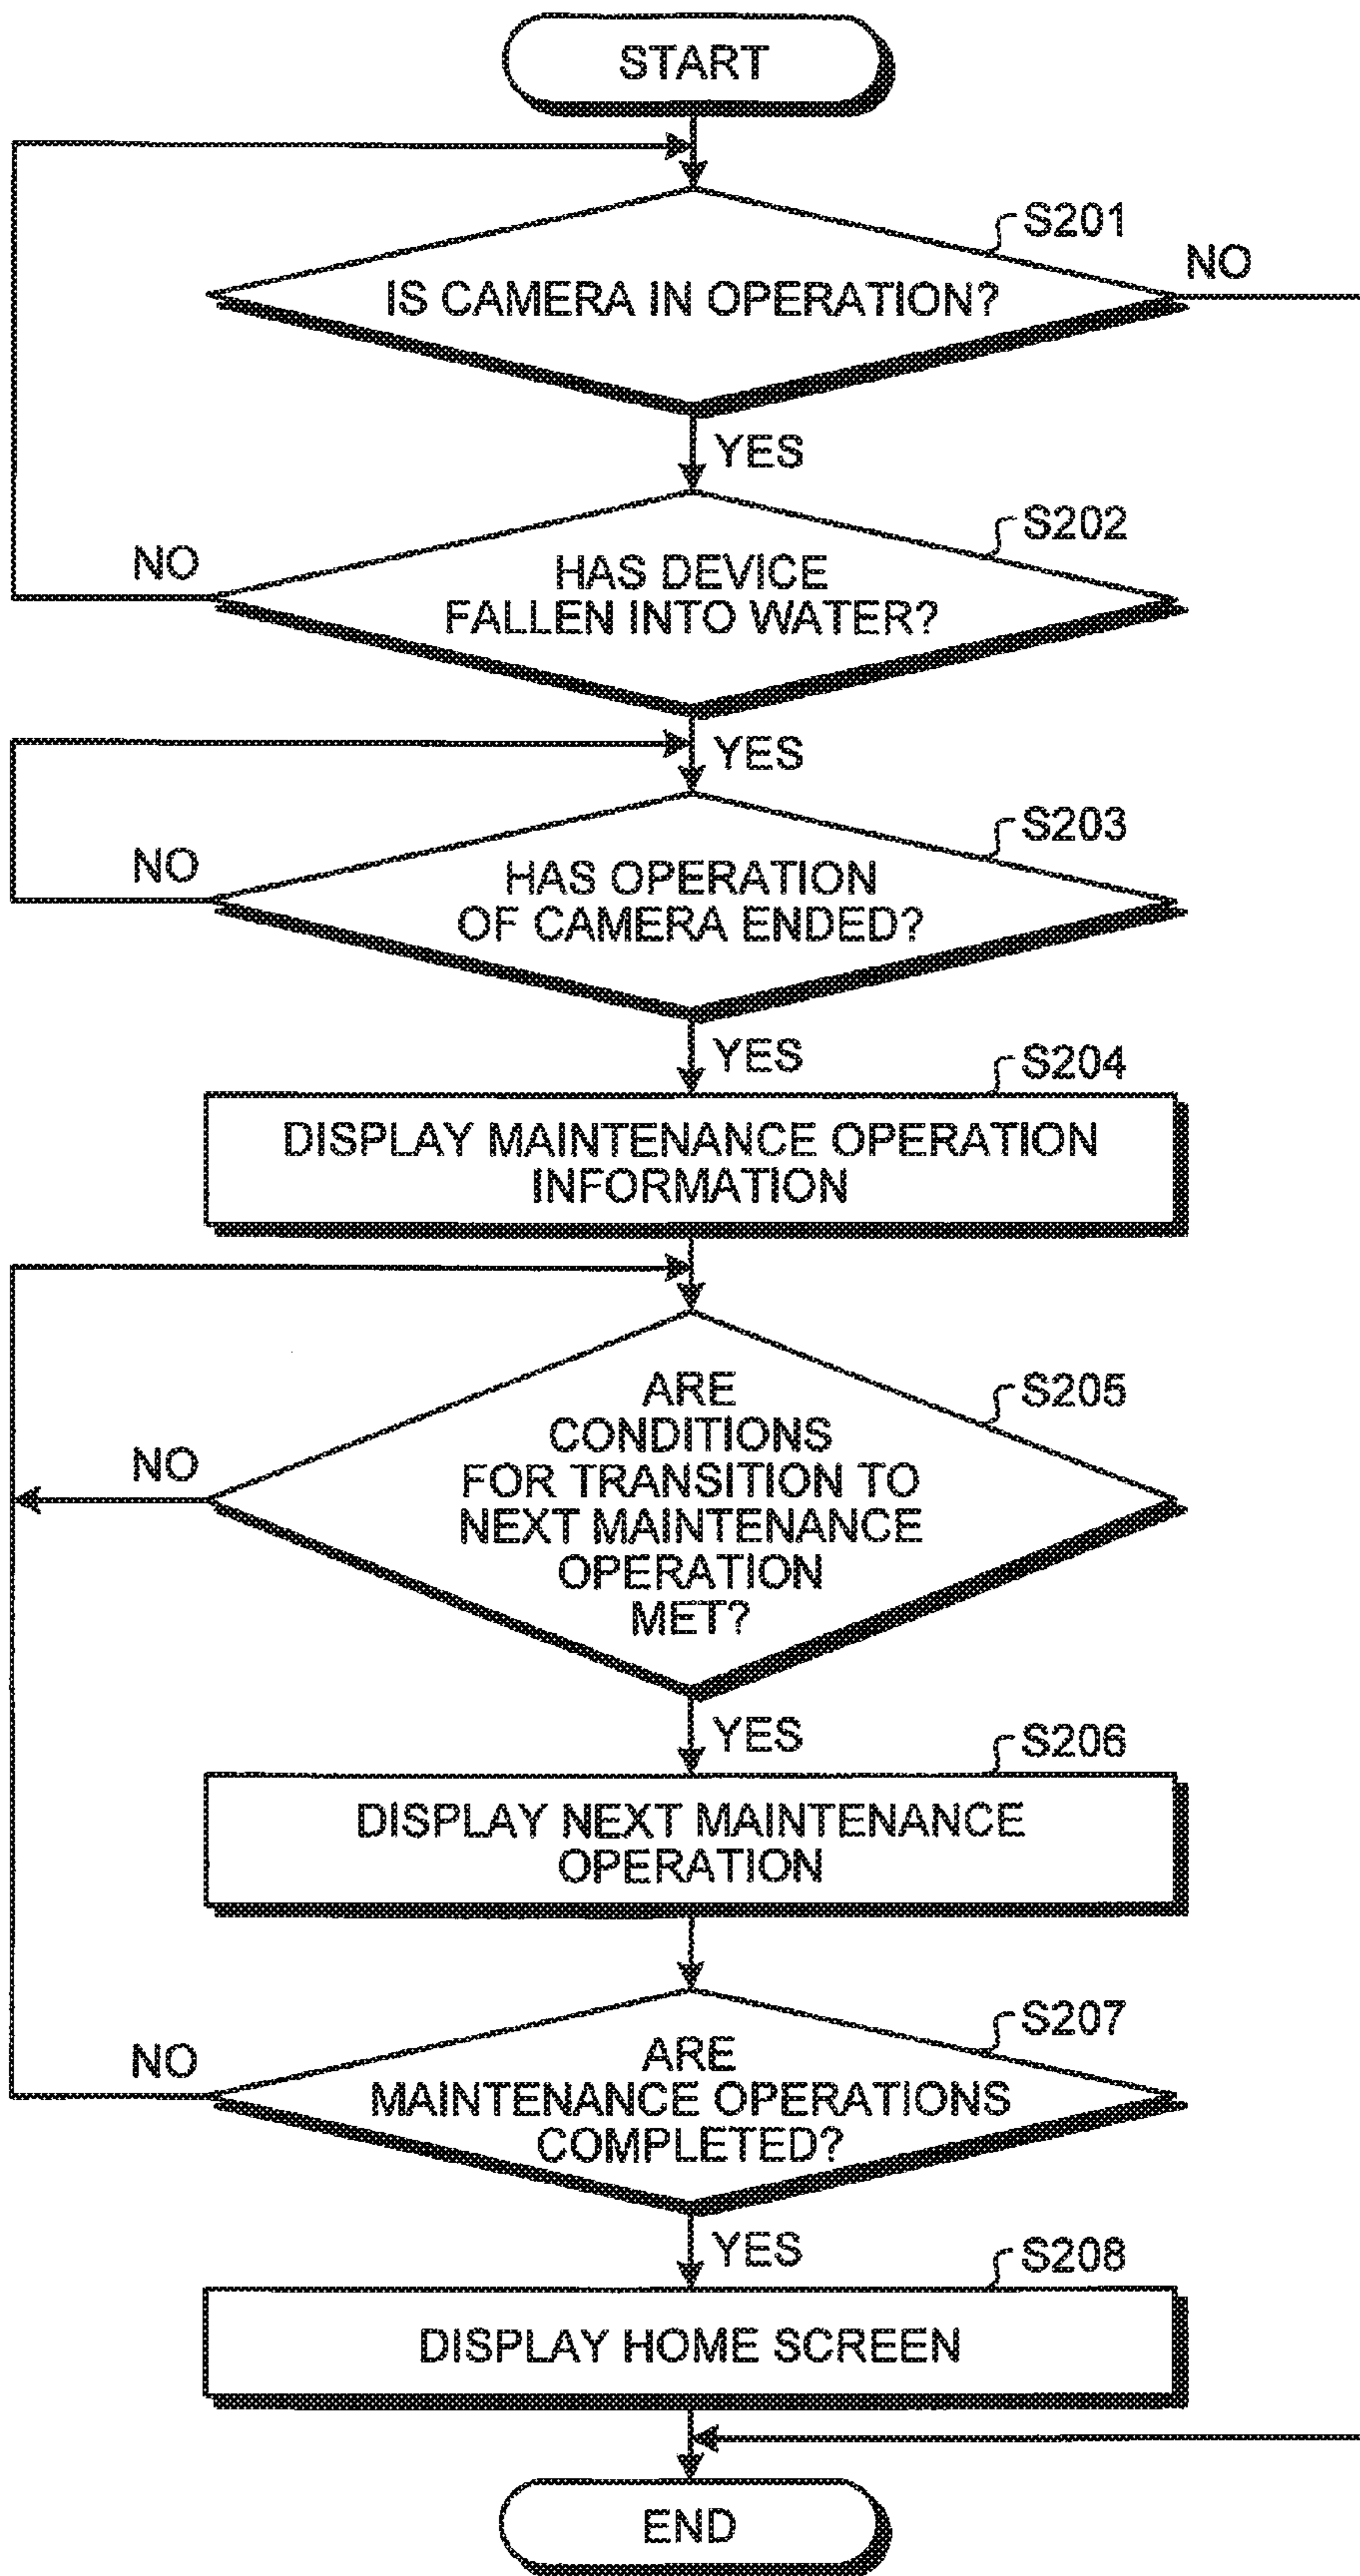 START
S201
NO
IS CAMERA IN OPERATION?
YES
S202
NO
HAS DEVICE
FALLEN INTO WATER?
YES
S203
NO
HAS OPERATION
OF CAMERA ENDED?
YES
S204
DISPLAY MAINTENANCE OPERATION
INFORMATION
S205
ARE
CONDITIONS
NO
FOR TRANSITION TO
NEXT MAINTENANCE
OPERATION
MET?
YES
S206
DISPLAY NEXT MAINTENANCE
OPERATION
S207
NO
ARE
MAINTENANCE OPERATIONS
COMPLETED?
YES
S208
DISPLAY HOME SCREEN
END